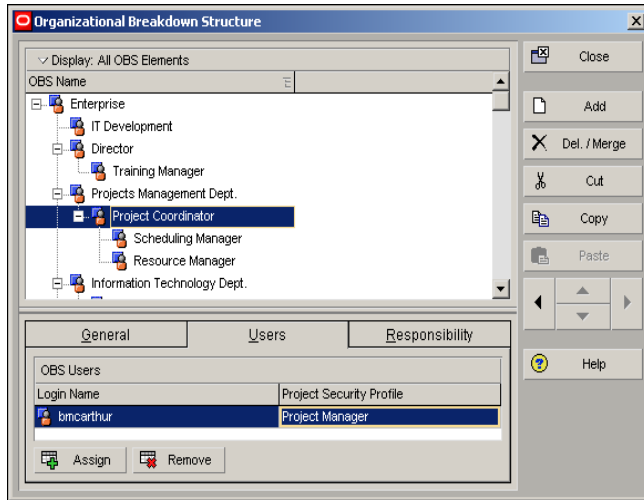 Organizational Breakdown Structure
Display: All OBS Elements
OBS Name
Enterprise
IT Development
Director
Training Manager
Projects Management Dept.
Project Coordinator
Scheduling Manager
Resource Manager
Information Technology Dept.
General Users Responsibility
OBS Users
Login Name Project Security Profile
bmcarthur Project Manager
Assign Remove
Close
Add
Del. / Merge
Cut
Copy
Paste
Help